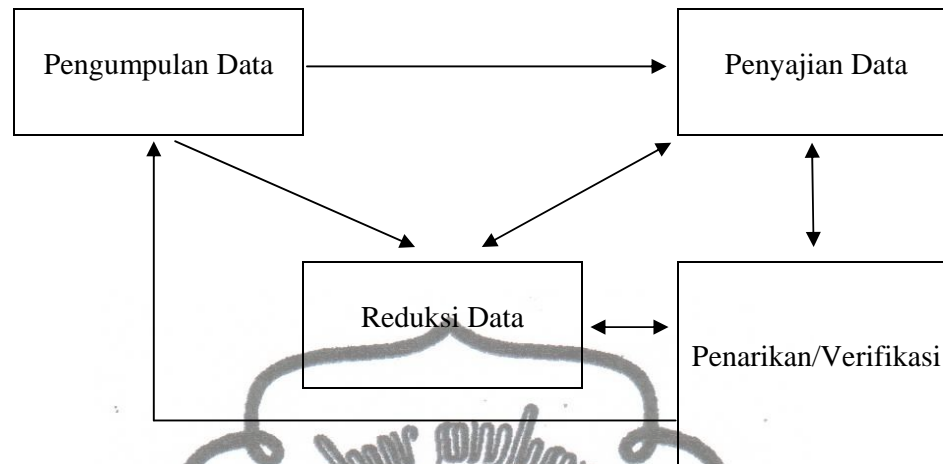 Pengumpulan Data
Penyajian Data
Reduksi Data
Penarikan/Verifikasi